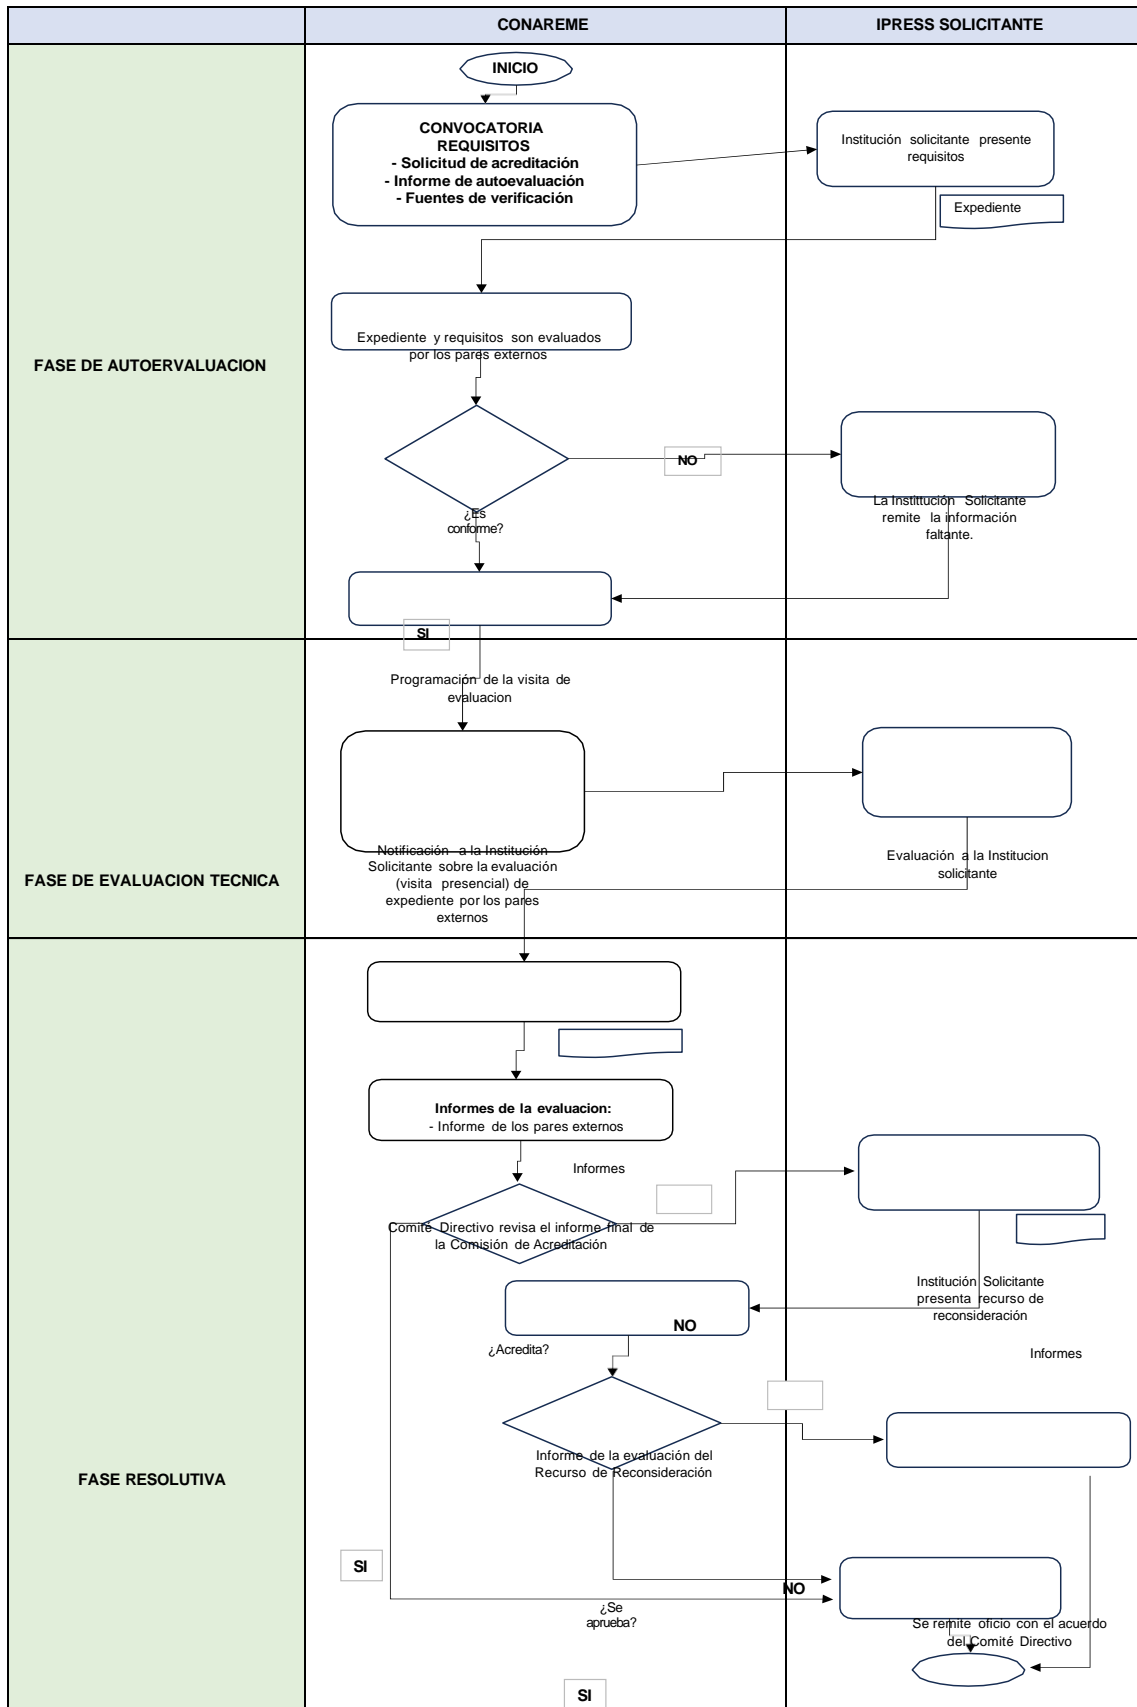 CONAREME
IPRESS SOLICITANTE
INICIO
CONVOCATORIA
REQUISITOS
- Solicitud de acreditación
- Informe de autoevaluación
- Fuentes de verificación
Institución solicitante presente
requisitos
Expediente
Expediente y requisitos son evaluados
por los pares externos
FASE DE AUTOERVALUACION
NO
¿Es
conforme?
La Instittución Solicitante
remite la información
faltante.
SI
Programación de la visita de
evaluacion
Notificación a la Institución
Solicitante sobre la evaluación
(visita presencial) de
expediente por los pares
externos
Evaluación a la Institucion
solicitante
FASE DE EVALUACION TECNICA
Informes de la evaluacion:
- Informe de los pares externos
Informes
Comité Directivo revisa el informe final de
la Comisión de Acreditación
Institución Solicitante
presenta recurso de
reconsideración
NO
¿Acredita?
Informes
Informe de la evaluación del
Recurso de Reconsideración
FASE RESOLUTIVA
SI
NO
¿Se
aprueba?
Se remite oficio con el acuerdo
del Comité Directivo
SI